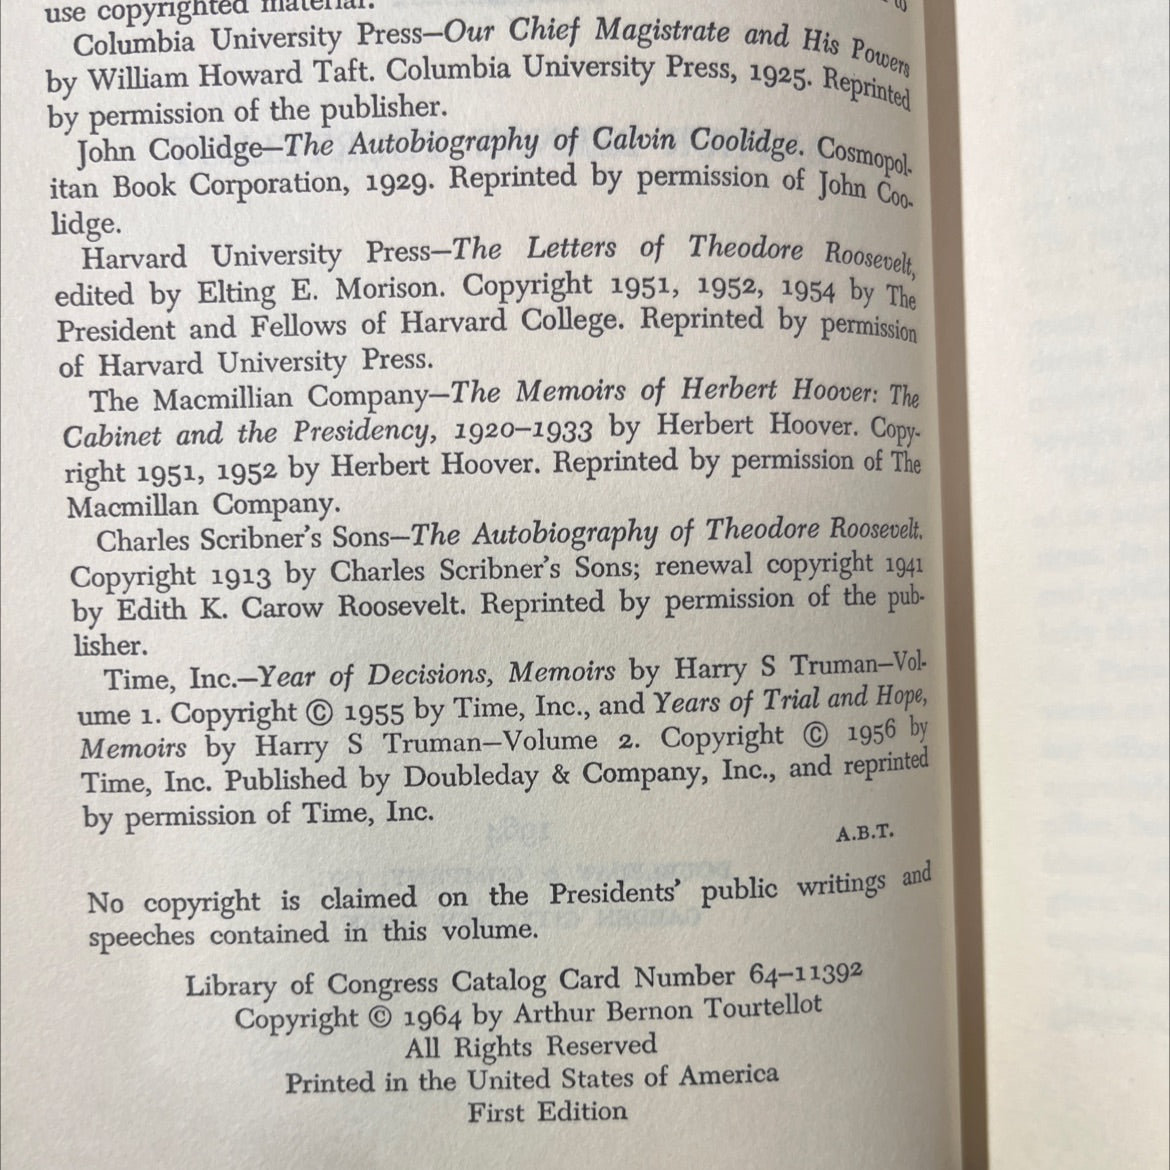 use copyrighted material.
Columbia University Press—Our Chief Magistrate and His Powers
by William Howard Taft. Columbia University Press, 1925. Reprinted
by permission of the publisher.
John Coolidge—The Autobiography of Calvin Coolidge. Cosmopol-
itan Book Corporation, 1929. Reprinted by permission of John Coo-
lidge.
Harvard University Press—The Letters of Theodore Roosevelt,
edited by Elting E. Morison. Copyright 1951, 1952, 1954 by The
President and Fellows of Harvard College. Reprinted by permission
of Harvard University Press.
The Macmillian Company—The Memoirs of Herbert Hoover: The
Cabinet and the Presidency, 1920–1933 by Herbert Hoover. Copy-
right 1951, 1952 by Herbert Hoover. Reprinted by permission of The
Macmillan Company.
Charles Scribner's Sons—The Autobiography of Theodore Roosevelt.
Copyright 1913 by Charles Scribner's Sons; renewal copyright 1941
by Edith K. Carow Roosevelt. Reprinted by permission of the pub-
lisher.
Time, Inc.—Year of Decisions, Memoirs by Harry S Truman—Vol-
ume 1. Copyright © 1955 by Time, Inc., and Years of Trial and Hope,
Memoirs by Harry S Truman—Volume 2. Copyright © 1956 by
Time, Inc. Published by Doubleday & Company, Inc., and reprinted
by permission of Time, Inc.
A.B.T.
No copyright is claimed on the Presidents' public writings and
speeches contained in this volume.
Library of Congress Catalog Card Number 64–11392
Copyright © 1964 by Arthur Bernon Tourtellot
All Rights Reserved
Printed in the United States of America
First Edition